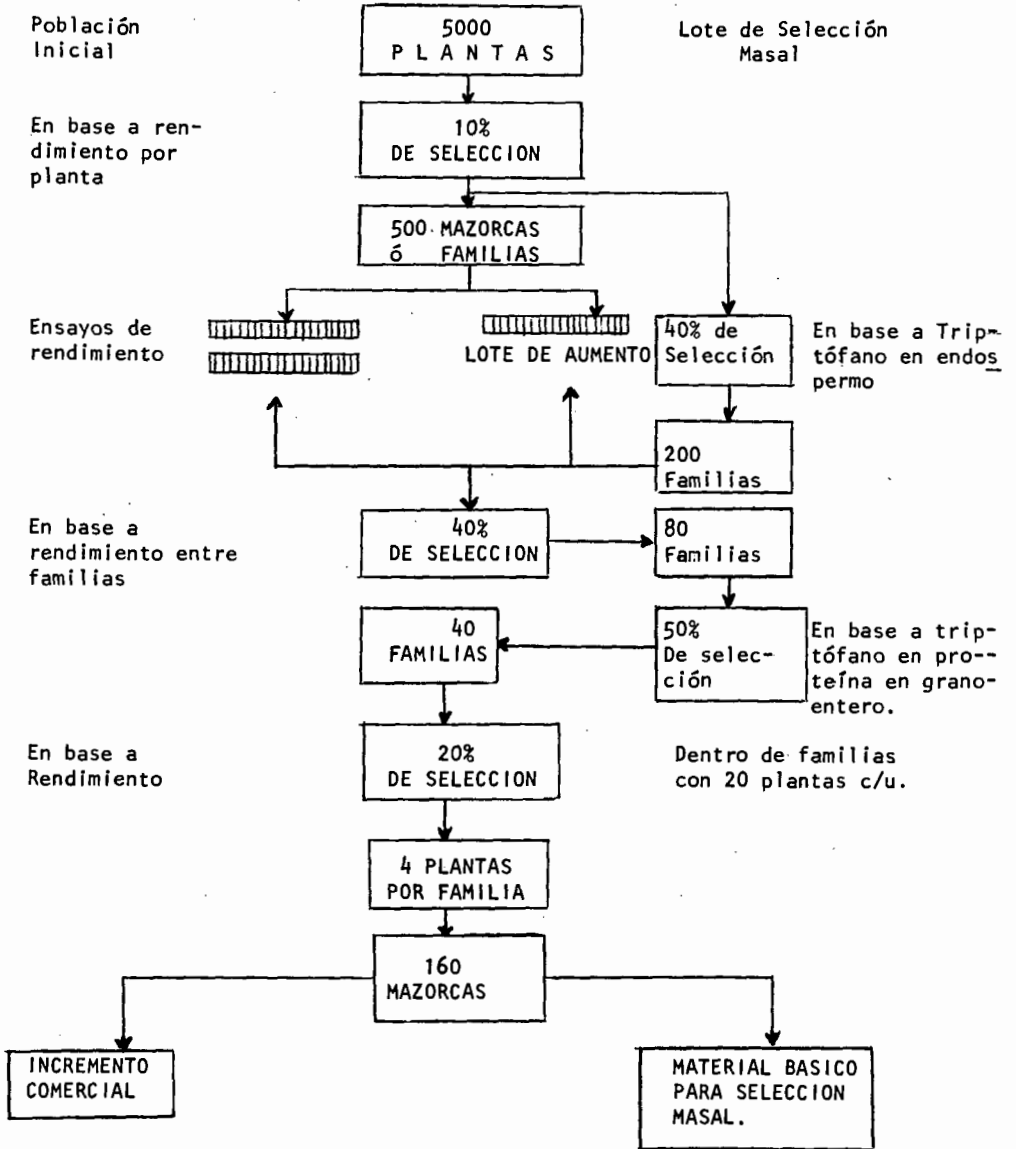 Población
Inicial
5000
P L A N T A S
Lote de Selección
Masal
En base a ren-
dimiento por
planta
10%
DE SELECCION
500 MAZORCAS
ó FAMILIAS
Ensayos de
rendimiento
LOTE DE AUMENTO
40% de
Selección
En base a Trip-
tófano en endos
permo
200
Familias
En base a
rendimiento entre
familias
40%
DE SELECCION
80
Familias
40
FAMILIAS
50%
De selec-
ción
En base a trip-
tófano en pro--
teína en grano-
entero.
En base a
Rendimiento
20%
DE SELECCION
Dentro de familias
con 20 plantas c/u.
4 PLANTAS
POR FAMILIA
160
MAZORCAS
INCREMENTO
COMERCIAL
MATERIAL BASICO
PARA SELECCION
MASAL.